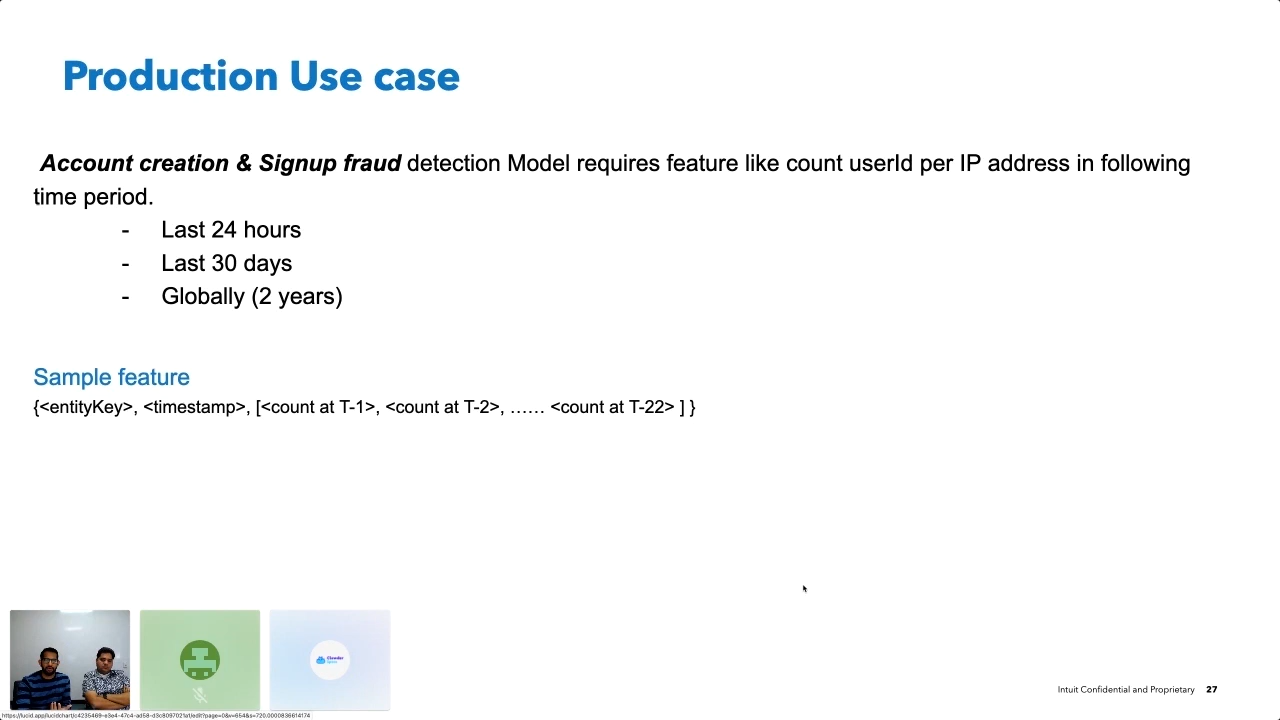 Production Use case
Account creation & Signup fraud detection Model requires feature like count userId per IP address in following
time period.
- Last 24 hours
- Last 30 days
- Globally (2 years)
Sample feature
{<entityKey>, <timestamp>, [<count at T-1>, <count at T-2>, …… <count at T-22> ] }
Intuit Confidential and Proprietary 27